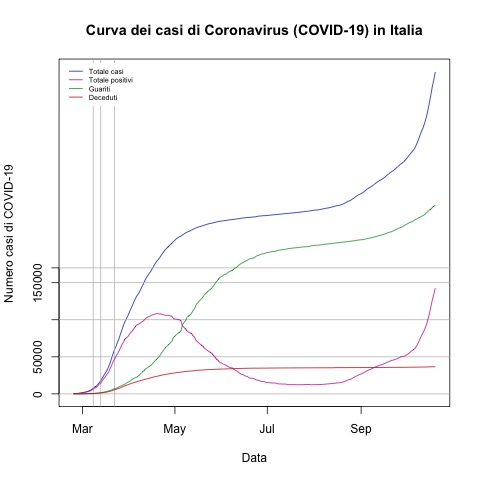 Curva dei casi di Coronavirus (COVID-19) in Italia
Totale casi
Totale positivi
Guariti
Deceduti
Numero casi di COVID-19
150000
50000
0
Mar May Jul Sep
Data